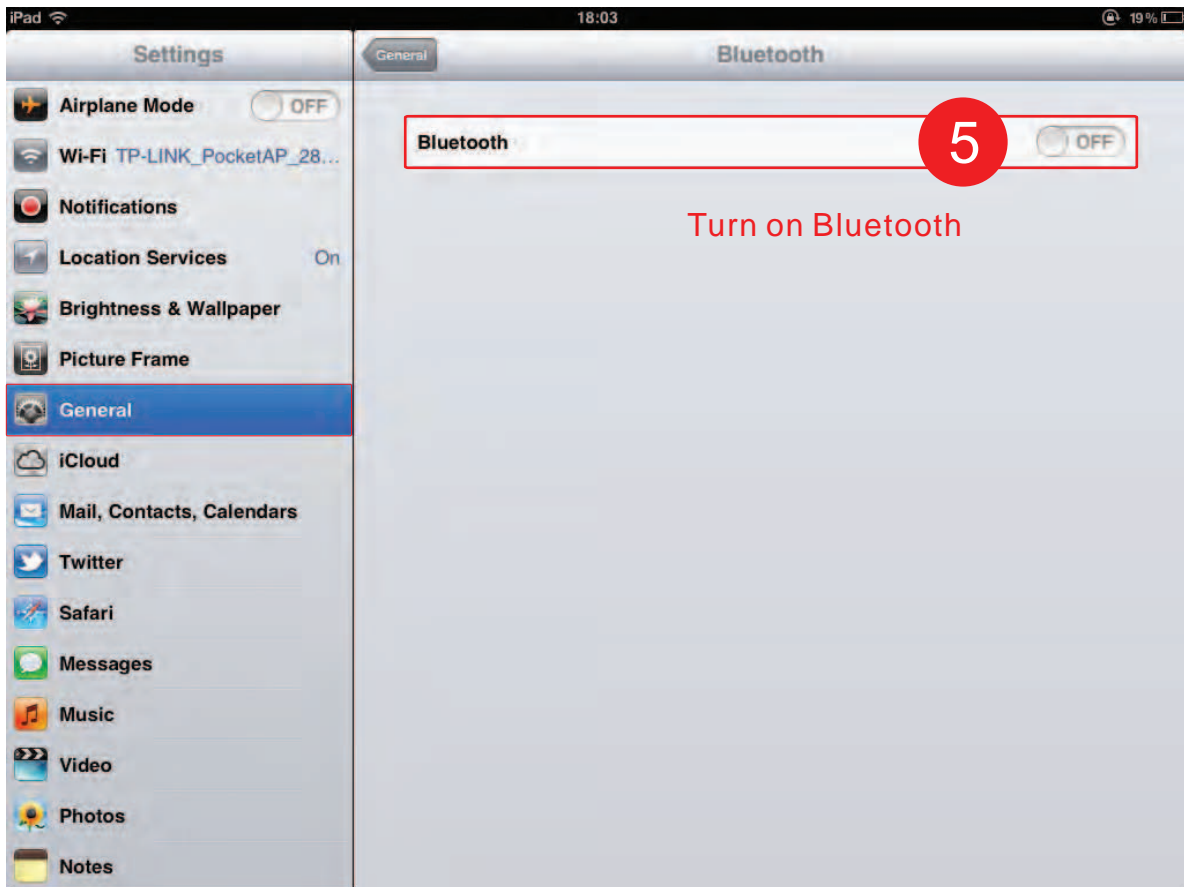 iPad 18:03 19%
Settings
General Bluetooth
Airplane Mode OFF
Wi-Fi TP-LINK_PocketAP_28...
Notifications
Location Services On
Brightness & Wallpaper
Picture Frame
General
iCloud
Mail, Contacts, Calendars
Twitter
Safari
Messages
Music
Video
Photos
Notes
Bluetooth 5 OFF
Turn on Bluetooth